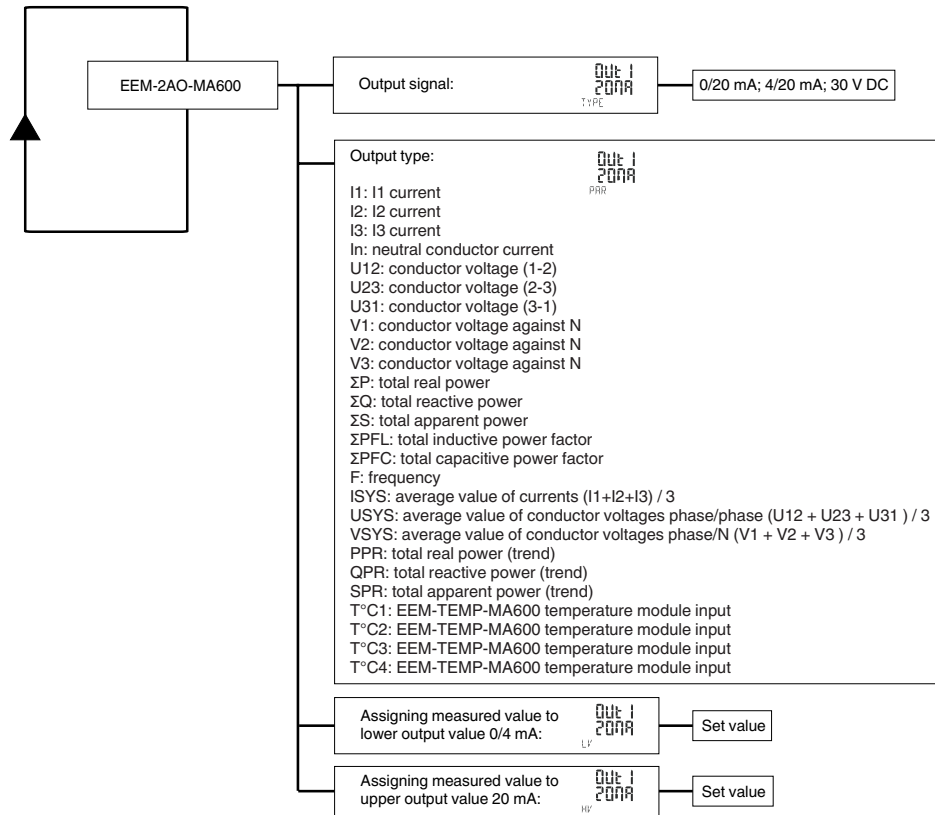 EEM-2AO-MA600
Output signal:
OUt 1
20MA
TYPE
0/20 mA; 4/20 mA; 30 V DC
Output type:
OUt 1
20MA
PAR
I1: I1 current
I2: I2 current
I3: I3 current
In: neutral conductor current
U12: conductor voltage (1-2)
U23: conductor voltage (2-3)
U31: conductor voltage (3-1)
V1: conductor voltage against N
V2: conductor voltage against N
V3: conductor voltage against N
ΣP: total real power
ΣQ: total reactive power
ΣS: total apparent power
ΣPFL: total inductive power factor
ΣPFC: total capacitive power factor
F: frequency
ISYS: average value of currents (I1+I2+I3) / 3
USYS: average value of conductor voltages phase/phase (U12 + U23 + U31 ) / 3
VSYS: average value of conductor voltages phase/N (V1 + V2 + V3 ) / 3
PPR: total real power (trend)
QPR: total reactive power (trend)
SPR: total apparent power (trend)
T°C1: EEM-TEMP-MA600 temperature module input
T°C2: EEM-TEMP-MA600 temperature module input
T°C3: EEM-TEMP-MA600 temperature module input
T°C4: EEM-TEMP-MA600 temperature module input
Assigning measured value to
lower output value 0/4 mA:
OUt 1
20MA
LV
Set value
Assigning measured value to
upper output value 20 mA:
OUt 1
20MA
HV
Set value